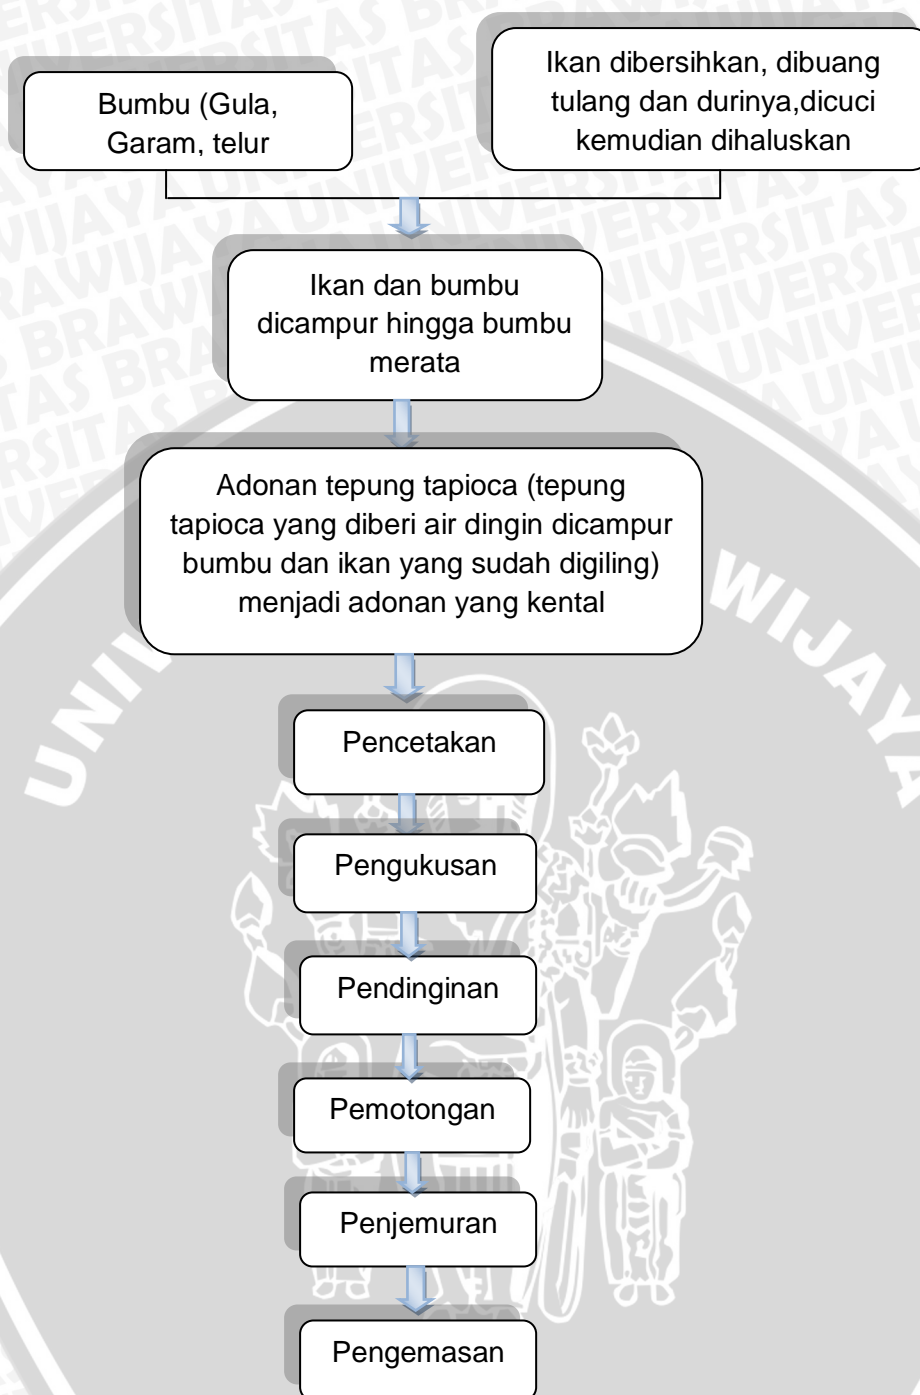 Bumbu (Gula,
Garam, telur
Ikan dibersihkan, dibuang
tulang dan durinya,dicuci
kemudian dihaluskan
Ikan dan bumbu
dicampur hingga bumbu
merata
Adonan tepung tapioca (tepung
tapioca yang diberi air dingin dicampur
bumbu dan ikan yang sudah digiling)
menjadi adonan yang kental
Pencetakan
Pengukusan
Pendinginan
Pemotongan
Penjemuran
Pengemasan